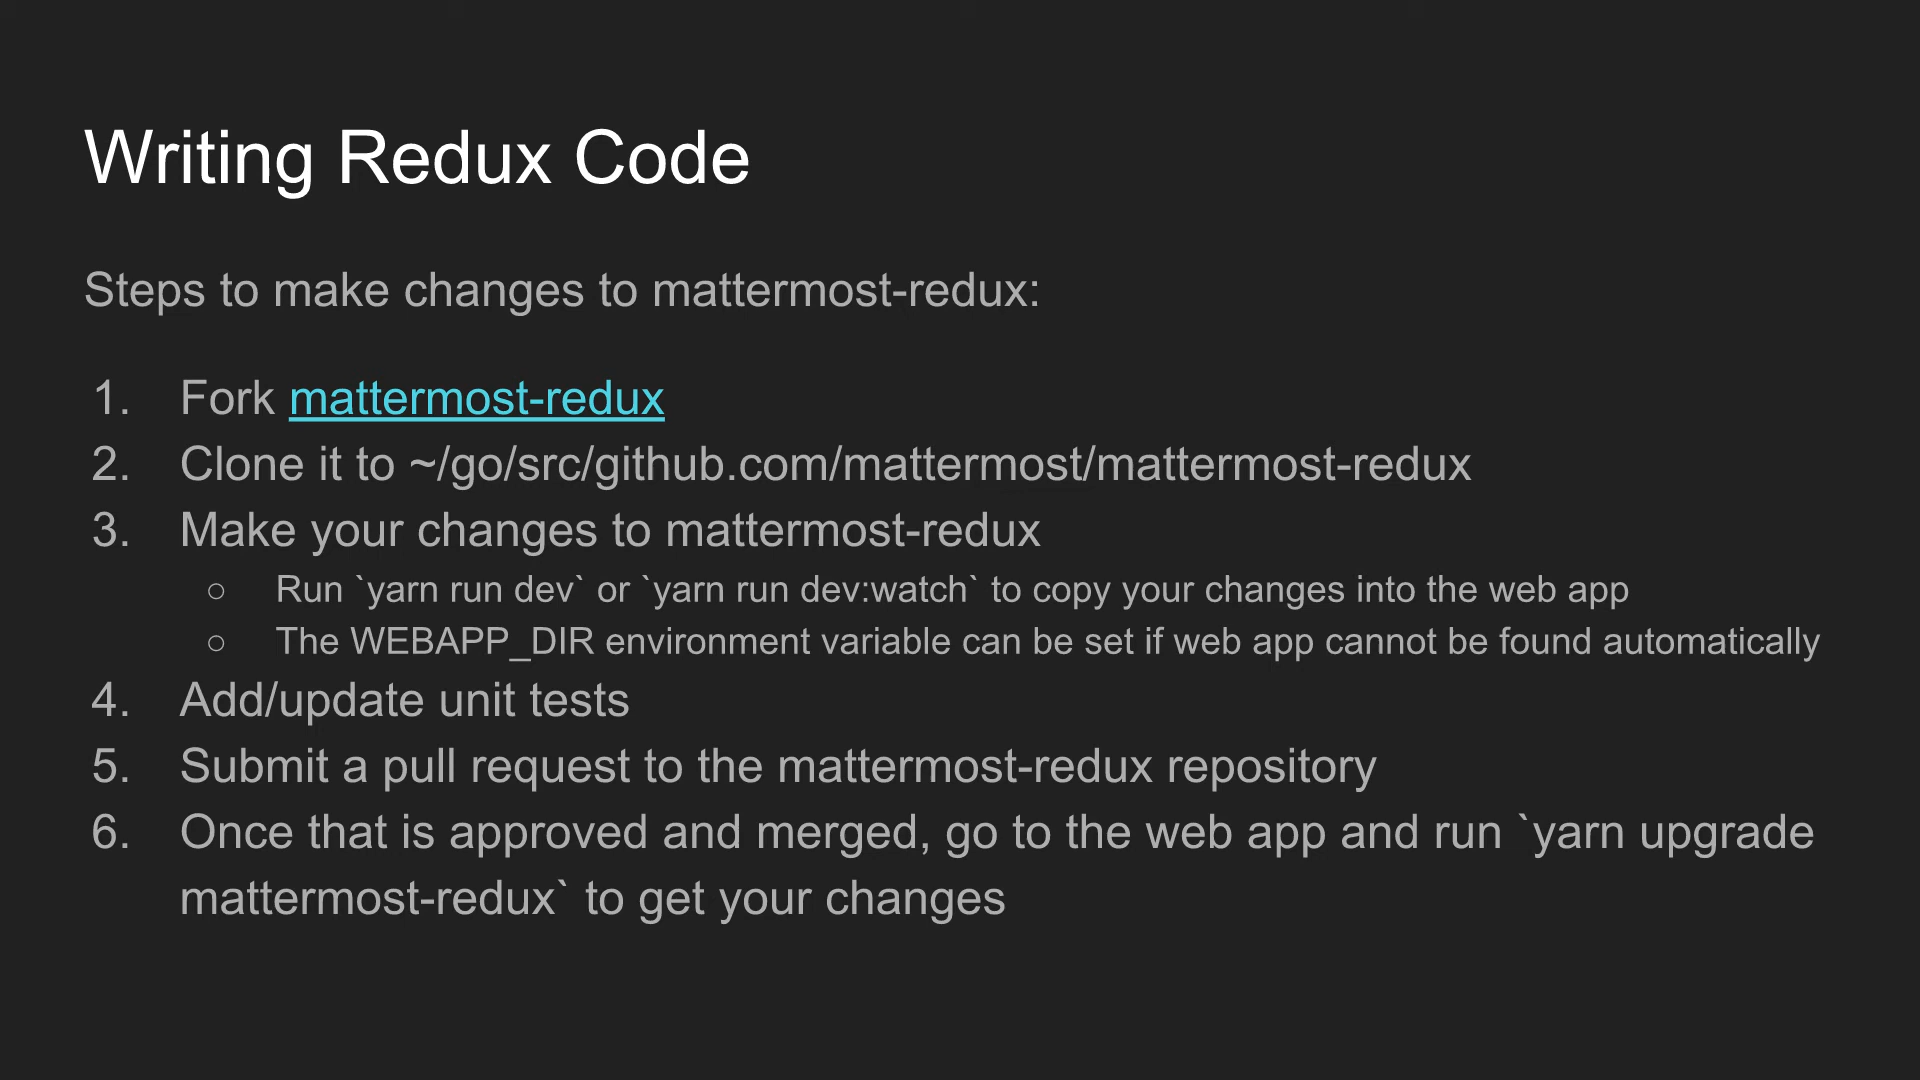 Writing Redux Code
Steps to make changes to mattermost-redux:
1. Fork mattermost-redux
2. Clone it to ~/go/src/github.com/mattermost/mattermost-redux
3. Make your changes to mattermost-redux
○ Run `yarn run dev` or `yarn run dev:watch` to copy your changes into the web app
○ The WEBAPP_DIR environment variable can be set if web app cannot be found automatically
4. Add/update unit tests
5. Submit a pull request to the mattermost-redux repository
6. Once that is approved and merged, go to the web app and run `yarn upgrade
mattermost-redux` to get your changes